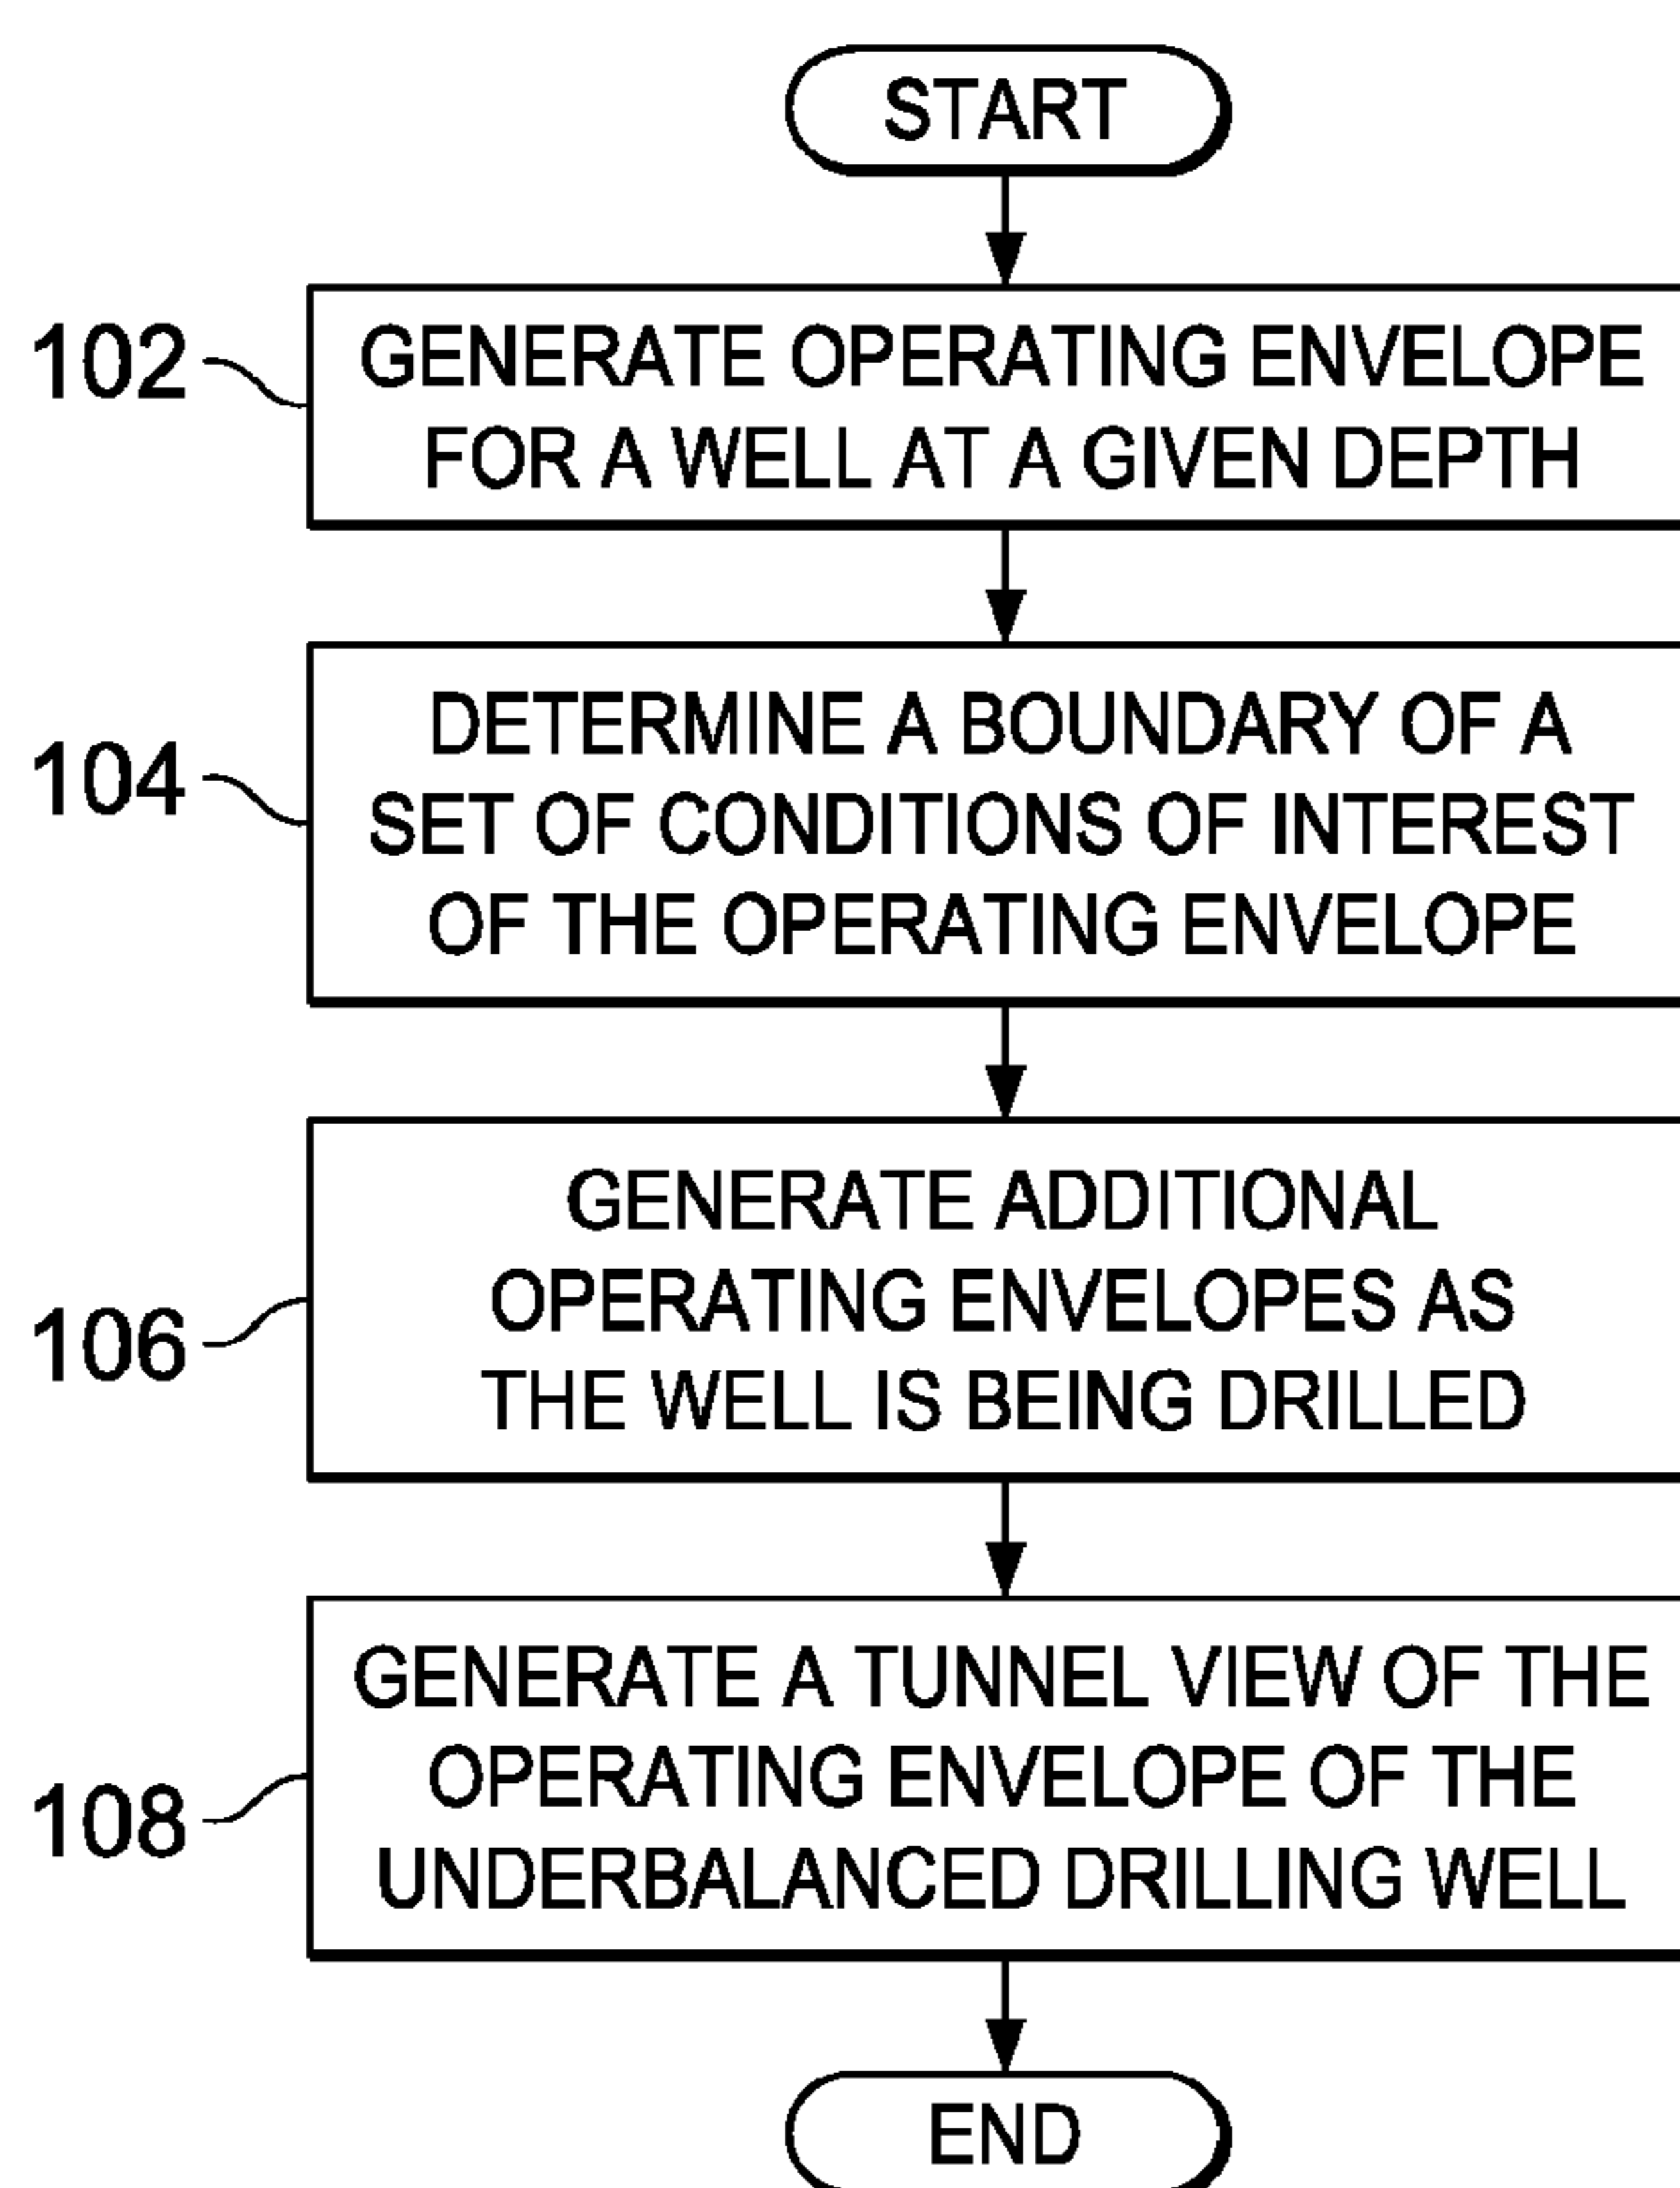 START
102
GENERATE OPERATING ENVELOPE
FOR A WELL AT A GIVEN DEPTH
104
DETERMINE A BOUNDARY OF A
SET OF CONDITIONS OF INTEREST
OF THE OPERATING ENVELOPE
106
GENERATE ADDITIONAL
OPERATING ENVELOPES AS
THE WELL IS BEING DRILLED
108
GENERATE A TUNNEL VIEW OF THE
OPERATING ENVELOPE OF THE
UNDERBALANCED DRILLING WELL
END